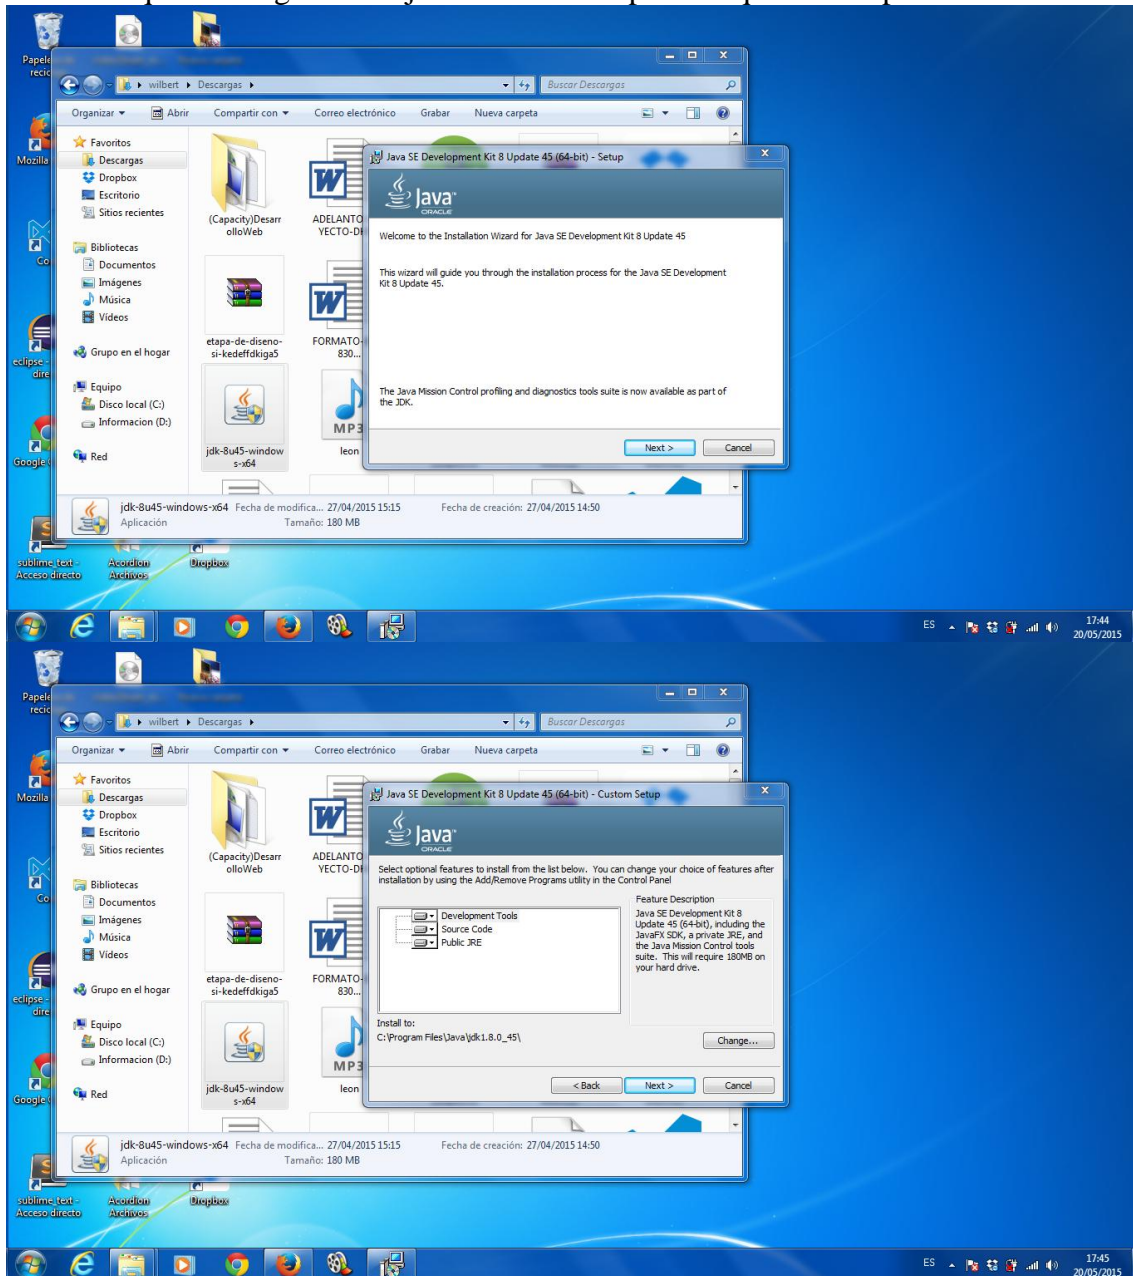 Papele
recic
wilbert Descargas
Buscar Descargas
Organizar Abrir Compartir con Correo electrónico Grabar Nueva carpeta
Favoritos
Mozilla
Descargas
Dropbox
Escritorio
Sitios recientes
(Capacity)Desarr
olloWeb
ADELANTO
YECTO-D
Bibliotecas
Documentos
Imágenes
Música
Vídeos
Co
etapa-de-diseno-
si-kedeffdkiga5
FORMATO-
830...
Grupo en el hogar
eclipse -
dire
Equipo
Disco local (C:)
Informacion (D:)
MP3
Google
Red
jdk-8u45-window
s-x64
leon
Java SE Development Kit 8 Update 45 (64-bit) - Setup
Java™
ORACLE
Welcome to the Installation Wizard for Java SE Development Kit 8 Update 45
This wizard will guide you through the installation process for the Java SE Development
Kit 8 Update 45.
The Java Mission Control profiling and diagnostics tools suite is now available as part of
the JDK.
Next > Cancel
jdk-8u45-windows-x64 Fecha de modifica... 27/04/2015 15:15 Fecha de creación: 27/04/2015 14:50
Aplicación Tamaño: 180 MB
sublime_text -
Acceso directo
Acordion
Archivos
Dropbox
ES 17:44
20/05/2015
Papele
recic
wilbert Descargas
Buscar Descargas
Organizar Abrir Compartir con Correo electrónico Grabar Nueva carpeta
Favoritos
Mozilla
Descargas
Dropbox
Escritorio
Sitios recientes
(Capacity)Desarr
olloWeb
ADELANTO
YECTO-D
Bibliotecas
Documentos
Imágenes
Música
Vídeos
Co
etapa-de-diseno-
si-kedeffdkiga5
FORMATO-
830...
Grupo en el hogar
eclipse -
dire
Equipo
Disco local (C:)
Informacion (D:)
MP3
Google
Red
jdk-8u45-window
s-x64
leon
Java SE Development Kit 8 Update 45 (64-bit) - Custom Setup
Java™
ORACLE
Select optional features to install from the list below. You can change your choice of features after
installation by using the Add/Remove Programs utility in the Control Panel
Development Tools
Source Code
Public JRE
Feature Description
Java SE Development Kit 8
Update 45 (64-bit), including the
JavaFX SDK, a private JRE, and
the Java Mission Control tools
suite. This will require 180MB on
your hard drive.
Install to:
C:\Program Files\Java\jdk1.8.0_45\
Change...
< Back Next > Cancel
jdk-8u45-windows-x64 Fecha de modifica... 27/04/2015 15:15 Fecha de creación: 27/04/2015 14:50
Aplicación Tamaño: 180 MB
sublime_text -
Acceso directo
Acordion
Archivos
Dropbox
ES 17:45
20/05/2015